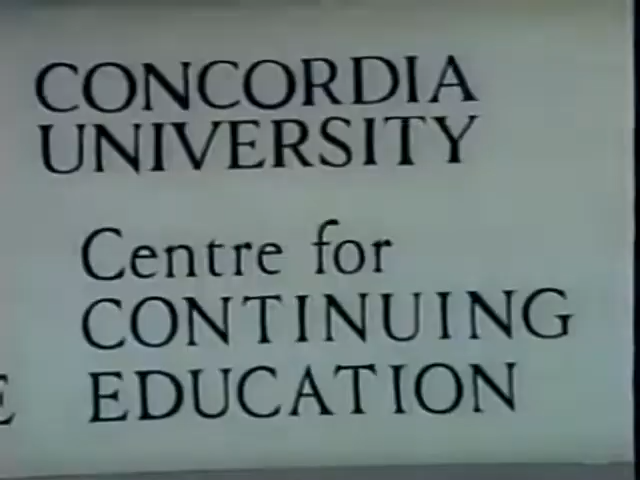 CONCORDIA
UNIVERSITY
Centre for
CONTINUING
EDUCATION